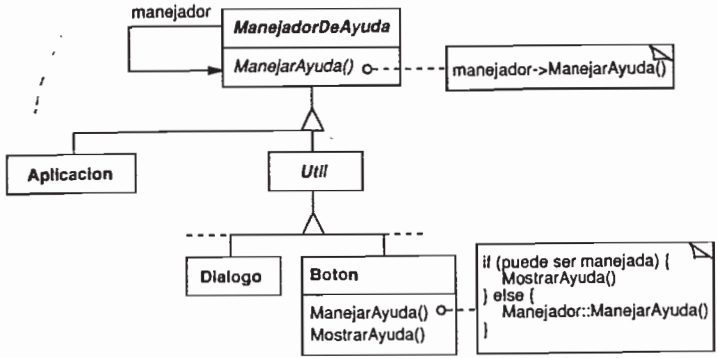 manejador
ManejadorDeAyuda
ManejarAyuda()
manejador->ManejarAyuda()
Aplicacion
Util
Dialogo
Boton
ManejarAyuda()
MostrarAyuda()
if (puede ser manejada) {
MostrarAyuda()
} else {
Manejador::ManejarAyuda()
}